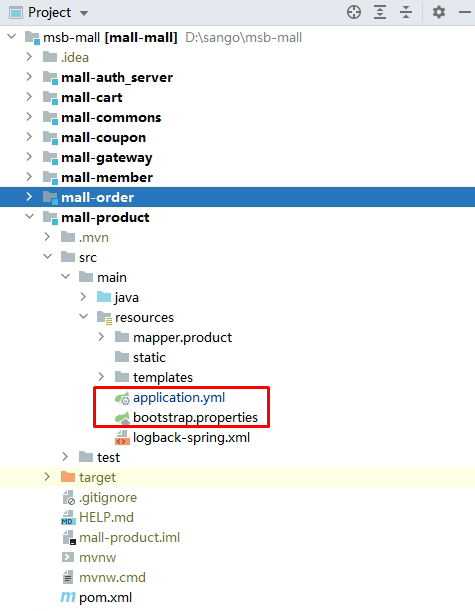 Project
msb-mall [mall-mall] D:\sango\msb-mall
.idea
mall-auth_server
mall-cart
mall-commons
mall-coupon
mall-gateway
mall-member
mall-order
mall-product
.mvn
src
main
java
resources
mapper.product
static
templates
application.yml
bootstrap.properties
logback-spring.xml
test
target
.gitignore
HELP.md
mall-product.iml
mvnw
mvnw.cmd
pom.xml